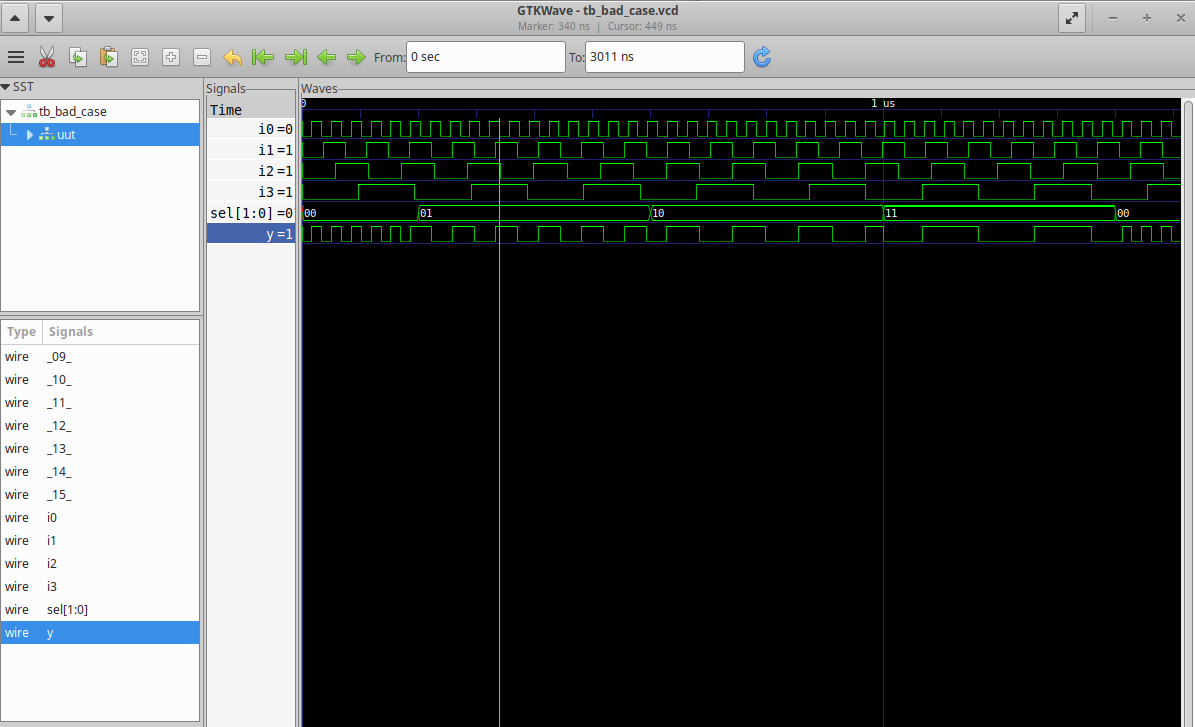 GTKWave - tb_bad_case.vcd
Marker: 340 ns | Cursor: 449 ns
From: 0 sec To: 3011 ns
SST
tb_bad_case
uut
Type Signals
wire _09_
wire _10_
wire _11_
wire _12_
wire _13_
wire _14_
wire _15_
wire i0
wire i1
wire i2
wire i3
wire sel[1:0]
wire y
Signals
Time
i0 =0
i1 =1
i2 =1
i3 =1
sel[1:0] =0
y =1
Waves
0 1 us
00 01 10 11 00